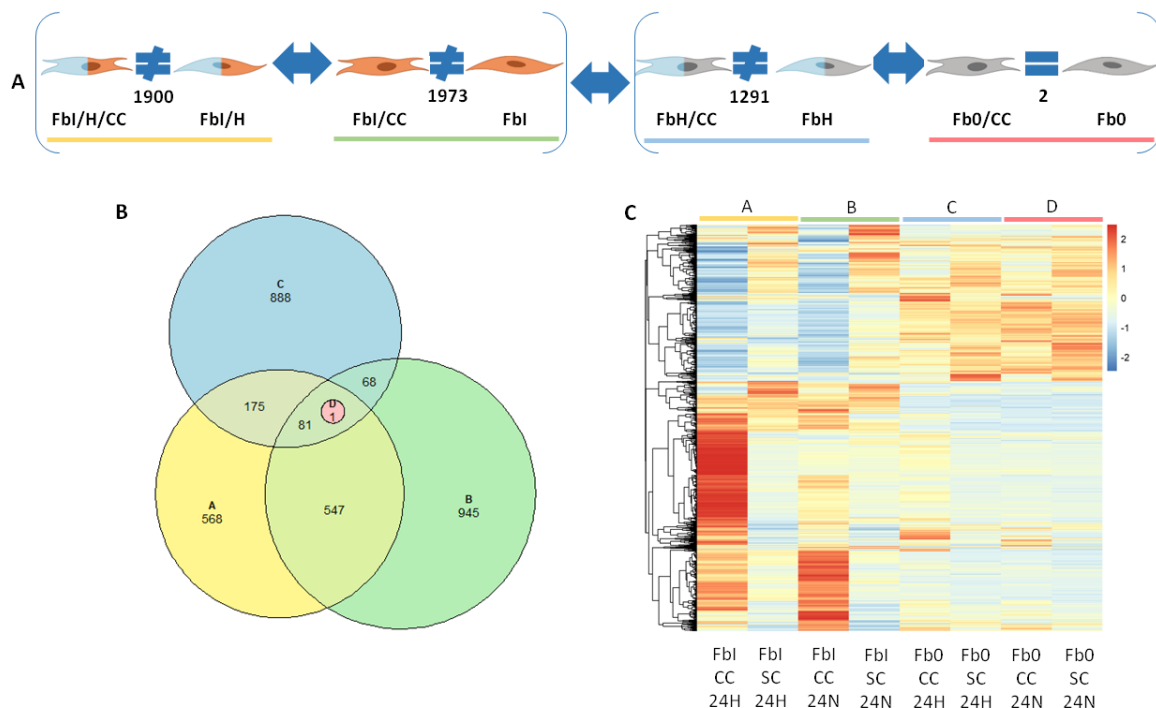 A
1900
1973
1291
2
FbI/H/CC FbI/H FbI/CC FbI FbH/CC FbH Fb0/CC Fb0
B
C
888
68
D
1
175
81
A
568
547
B
945
C
A B C D
2
1
0
-1
-2
FbI FbI FbI FbI Fb0 Fb0 Fb0 Fb0
CC SC CC SC CC SC CC SC
24H 24H 24N 24N 24H 24H 24N 24N